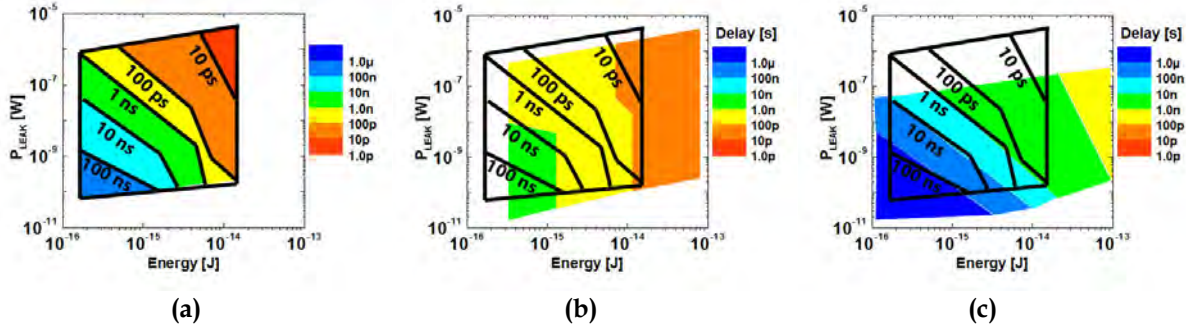 10⁻⁵
10⁻⁷
10⁻⁹
10⁻¹¹
P_LEAK [W]
10 ps
100 ps
1 ns
10 ns
100 ns
10⁻¹⁶ 10⁻¹⁵ 10⁻¹⁴ 10⁻¹³
Energy [J]
1.0μ
100n
10n
1.0n
100p
10p
1.0p
(a)
10⁻⁵
10⁻⁷
10⁻⁹
10⁻¹¹
P_LEAK [W]
10 ps
100 ps
1 ns
10 ns
100 ns
10⁻¹⁶ 10⁻¹⁵ 10⁻¹⁴ 10⁻¹³
Energy [J]
Delay [s]
1.0μ
100n
10n
1.0n
100p
10p
1.0p
(b)
10⁻⁵
10⁻⁷
10⁻⁹
10⁻¹¹
P_LEAK [W]
10 ps
100 ps
1 ns
10 ns
100 ns
10⁻¹⁶ 10⁻¹⁵ 10⁻¹⁴ 10⁻¹³
Energy [J]
Delay [s]
1.0μ
100n
10n
1.0n
100p
10p
1.0p
(c)